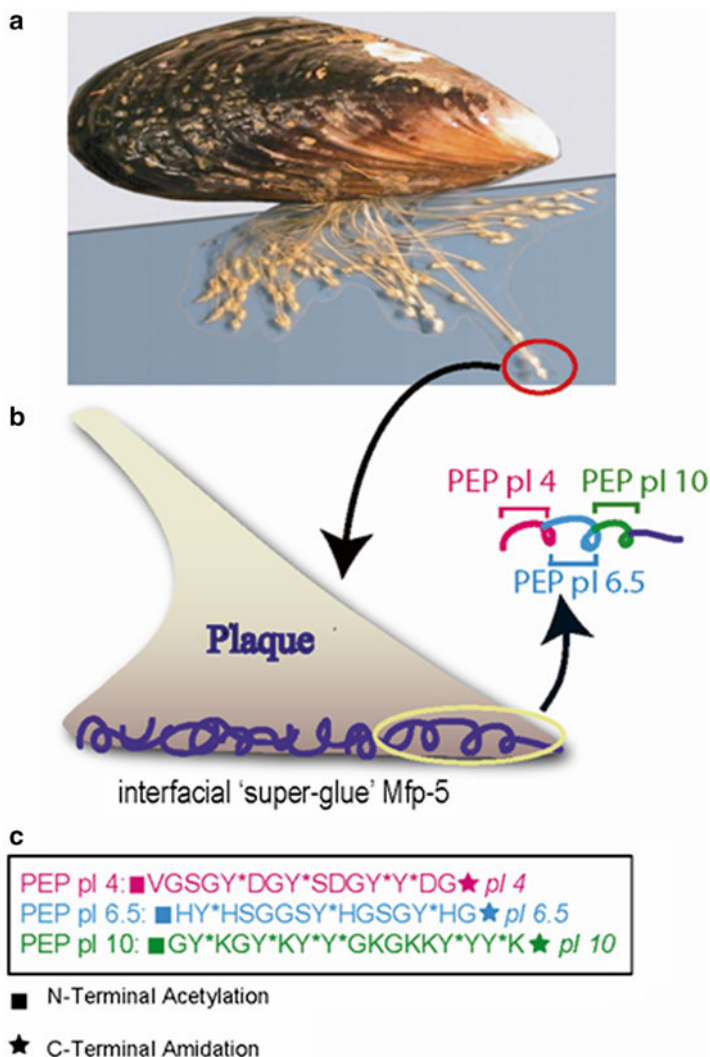 a
b
PEP pI 4 PEP pI 10
PEP pI 6.5
Plaque
interfacial 'super-glue' Mfp-5
c
PEP pI 4: ■VGSGY*DGY*SDGY*Y*DG★ pI 4
PEP pI 6.5: ■HY*HSGGSY*HGSGY*HG★ pI 6.5
PEP pI 10: ■GY*KGY*KY*Y*GKGKKY*YY*K★ pI 10
■ N-Terminal Acetylation
★ C-Terminal Amidation